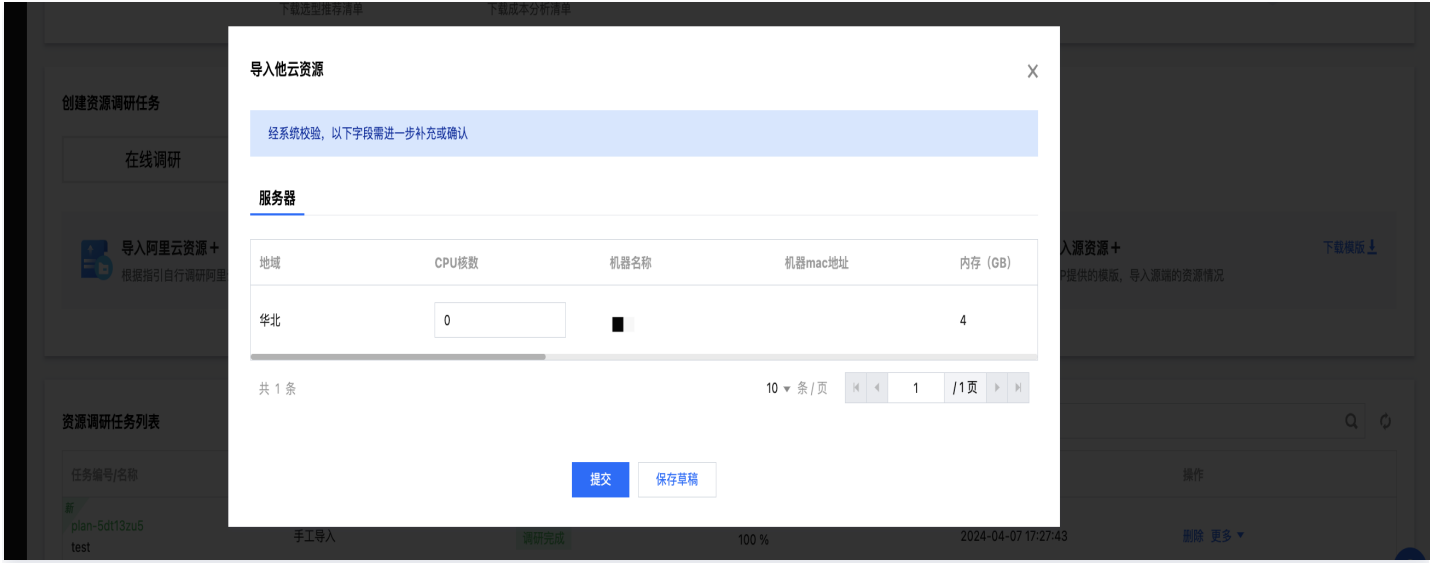 下载选型推荐清单 下载成本分析清单
导入他云资源
创建资源调研任务
经系统校验，以下字段需进一步补充或确认
在线调研
服务器
导入阿里云资源+ 入源资源+ 下载模版
根据指引自行调研阿里 P提供的模版，导入源端的资源情况
地域 CPU核数 机器名称 机器mac地址 内存（GB）
华北 0 4
共 1 条 10 条 / 页 1 / 1 页
资源调研任务列表
任务编号/名称 操作
提交 保存草稿
新
plan-5dt13zu5
test 手工导入 调研完成 100 % 2024-04-07 17:27:43 删除 更多